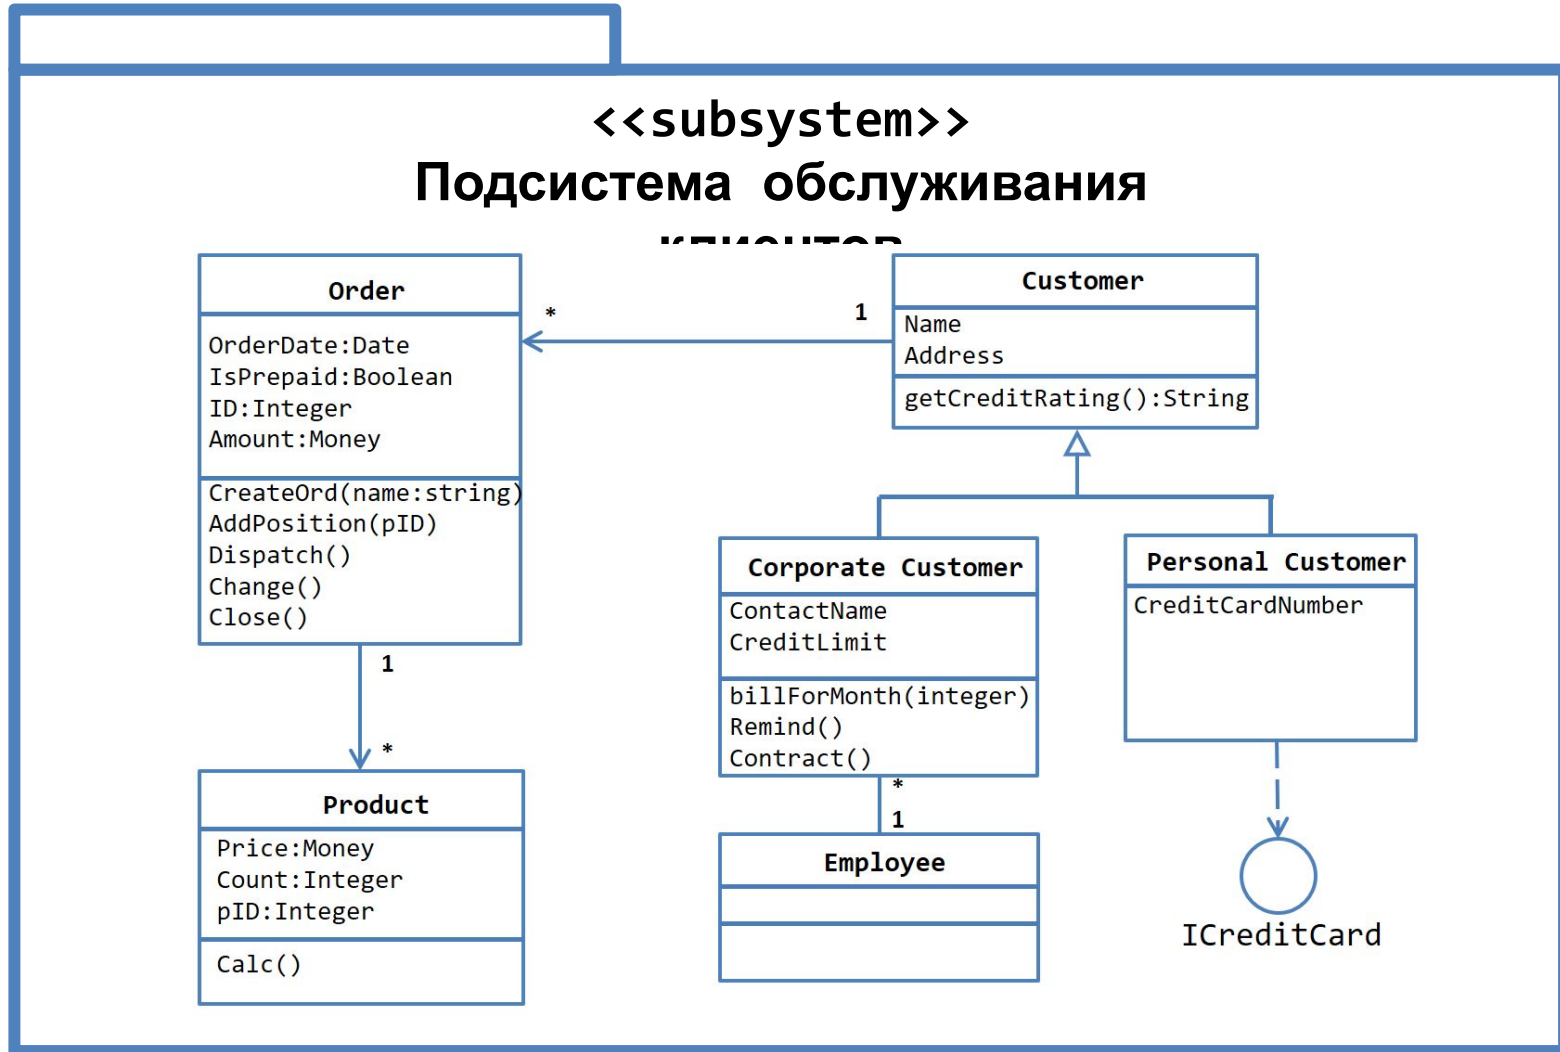 <<subsystem>>
Подсистема обслуживания
клиентов
Order
OrderDate:Date
IsPrepaid:Boolean
ID:Integer
Amount:Money
CreateOrd(name:string)
AddPosition(pID)
Dispatch()
Change()
Close()
*
1
Customer
Name
Address
getCreditRating():String
Corporate Customer
ContactName
CreditLimit
billForMonth(integer)
Remind()
Contract()
Personal Customer
CreditCardNumber
1
*
Product
Price:Money
Count:Integer
pID:Integer
Calc()
*
1
Employee
ICreditCard